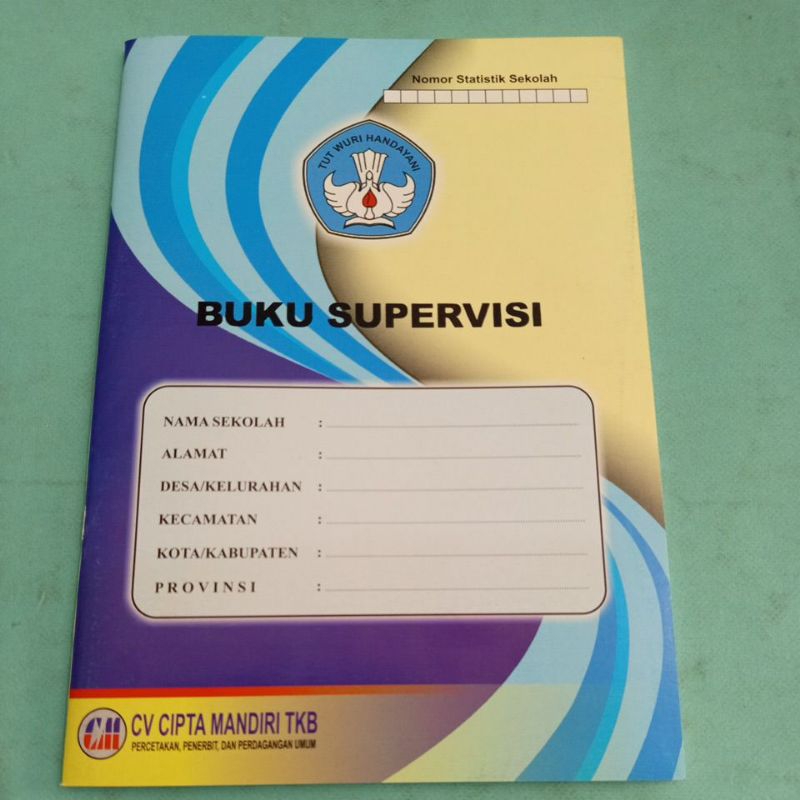 Nomor Statistik Sekolah
TUT WURI HANDAYANI
BUKU SUPERVISI
NAMA SEKOLAH :
ALAMAT :
DESA/KELURAHAN :
KECAMATAN :
KOTA/KABUPATEN :
P R O V I N S I :
CV CIPTA MANDIRI TKB
PERCETAKAN, PENERBIT, DAN PERDAGANGAN UMUM